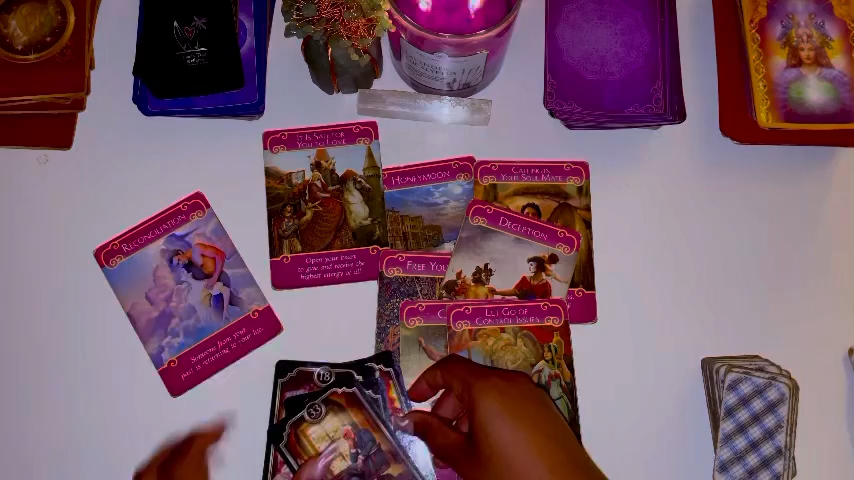 IT IS SAFE FOR
YOU TO LOVE
Open your heart
to give and receive the
highest energy of all!
HONEYMOON
CALLING IN
YOUR SOUL MATE
DECEPTION
RECONCILIATION
Someone from your
past is returning to your life.
FREE YOU
LET GO OF
CONTROL ISSUES
18
33